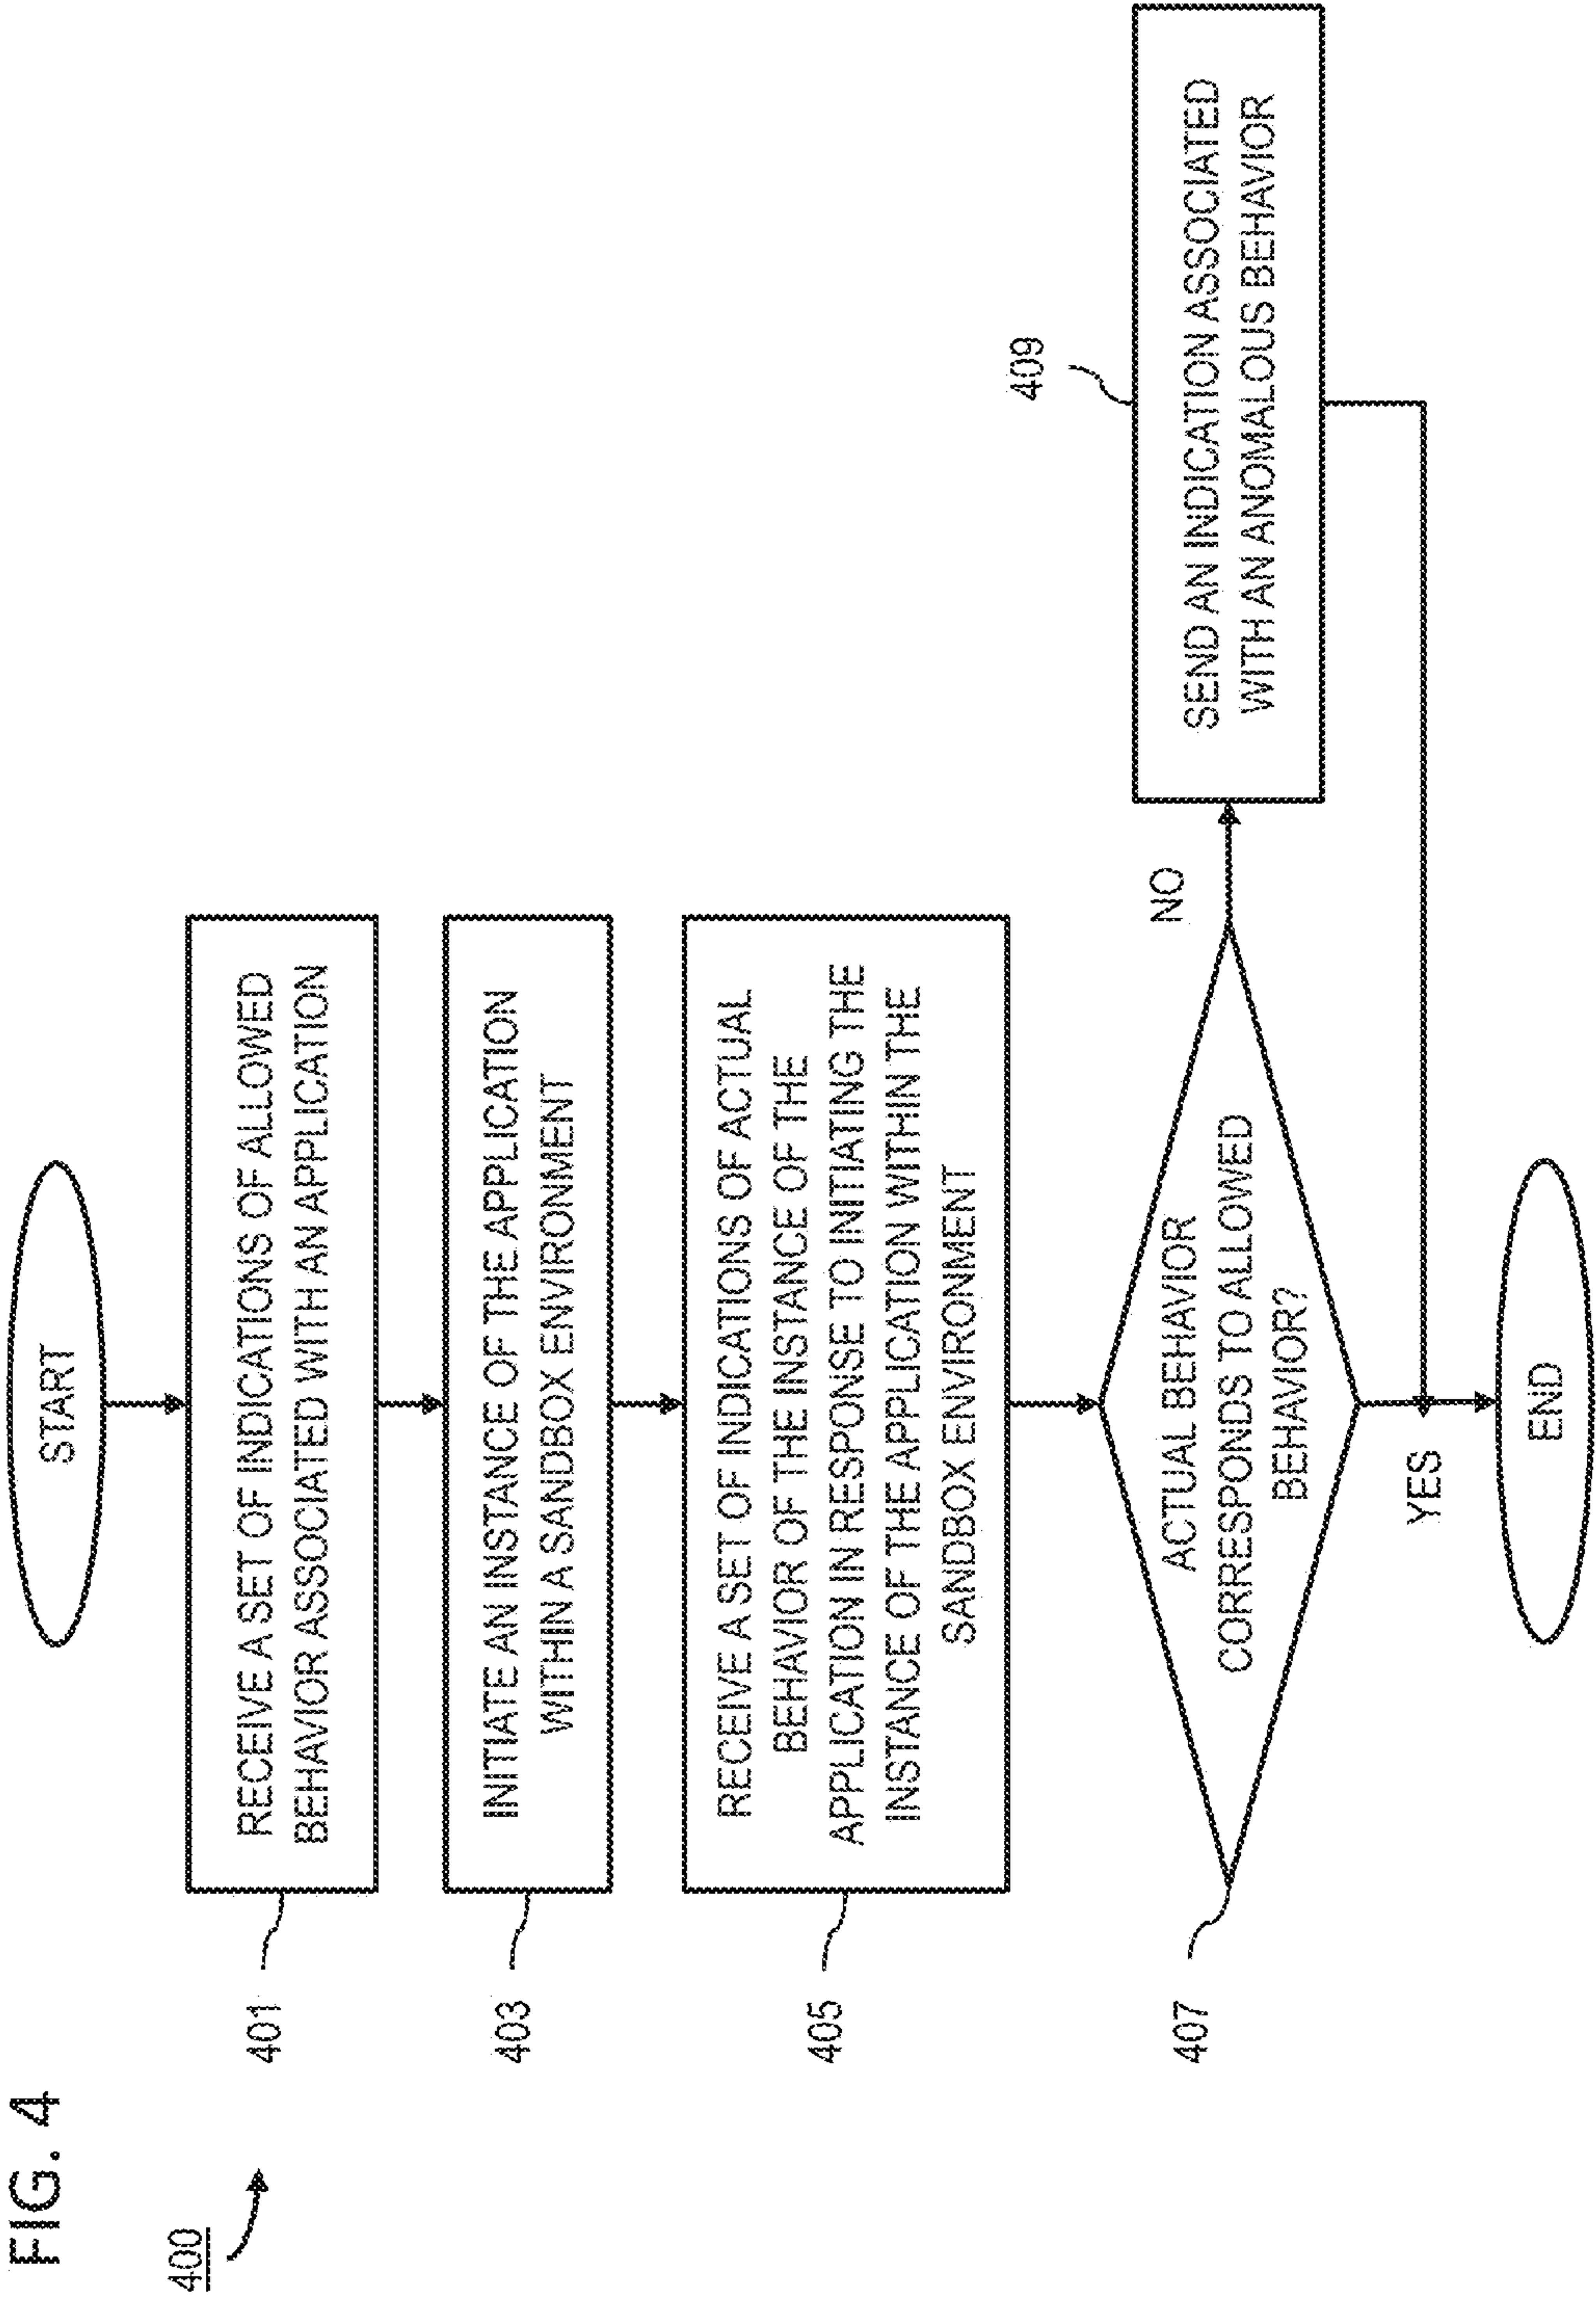 FIG. 4
400
START
401
RECEIVE A SET OF INDICATIONS OF ALLOWED
BEHAVIOR ASSOCIATED WITH AN APPLICATION
403
INITIATE AN INSTANCE OF THE APPLICATION
WITHIN A SANDBOX ENVIRONMENT
405
RECEIVE A SET OF INDICATIONS OF ACTUAL
BEHAVIOR OF THE INSTANCE OF THE
APPLICATION IN RESPONSE TO INITIATING THE
INSTANCE OF THE APPLICATION WITHIN THE
SANDBOX ENVIRONMENT
407
ACTUAL BEHAVIOR
CORRESPONDS TO ALLOWED
BEHAVIOR?
NO
409
SEND AN INDICATION ASSOCIATED
WITH AN ANOMALOUS BEHAVIOR
YES
END